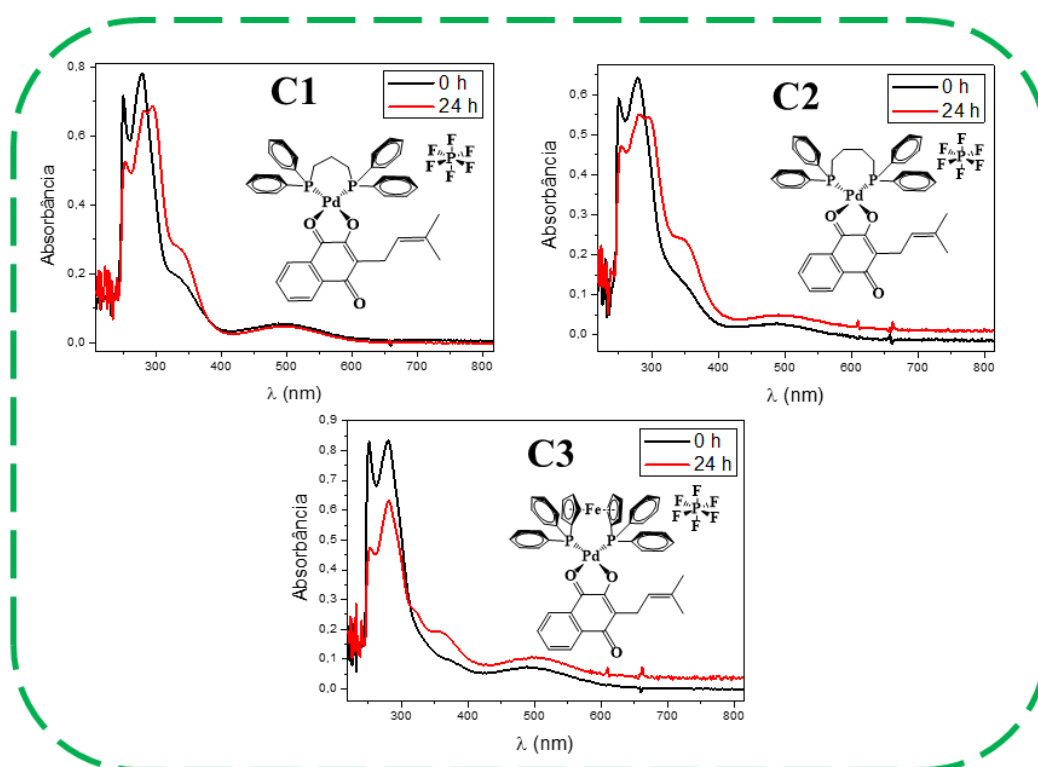 C1
0 h
24 h
Absorbância
0,8
0,6
0,4
0,2
0,0
300 400 500 600 700 800
λ (nm)
P P
Pd
O O
O
F F F
P
F F F
C2
0 h
24 h
Absorbância
0,6
0,5
0,4
0,3
0,2
0,1
0,0
300 400 500 600 700 800
λ (nm)
P P
Pd
O O
O
F F F
P
F F F
C3
0 h
24 h
Absorbância
0,9
0,8
0,7
0,6
0,5
0,4
0,3
0,2
0,1
0,0
300 400 500 600 700 800
λ (nm)
Fe
P P
Pd
O O
O
F F F
P
F F F